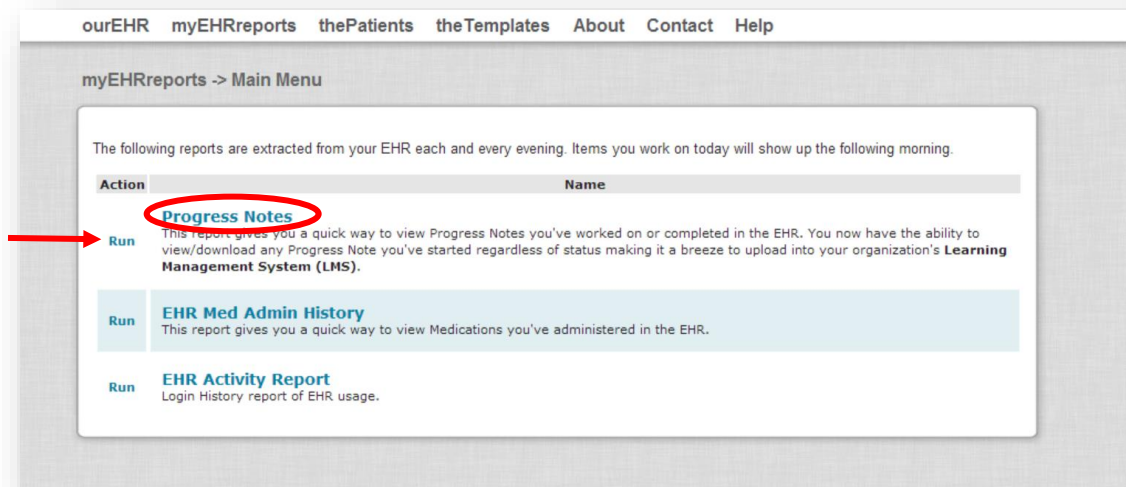 ourEHR myEHRreports thePatients theTemplates About Contact Help
myEHRreports -> Main Menu
The following reports are extracted from your EHR each and every evening. Items you work on today will show up the following morning.
Action Name
Progress Notes
Run This report gives you a quick way to view Progress Notes you've worked on or completed in the EHR. You now have the ability to
view/download any Progress Note you've started regardless of status making it a breeze to upload into your organization's Learning
Management System (LMS).
EHR Med Admin History
Run This report gives you a quick way to view Medications you've administered in the EHR.
EHR Activity Report
Run Login History report of EHR usage.